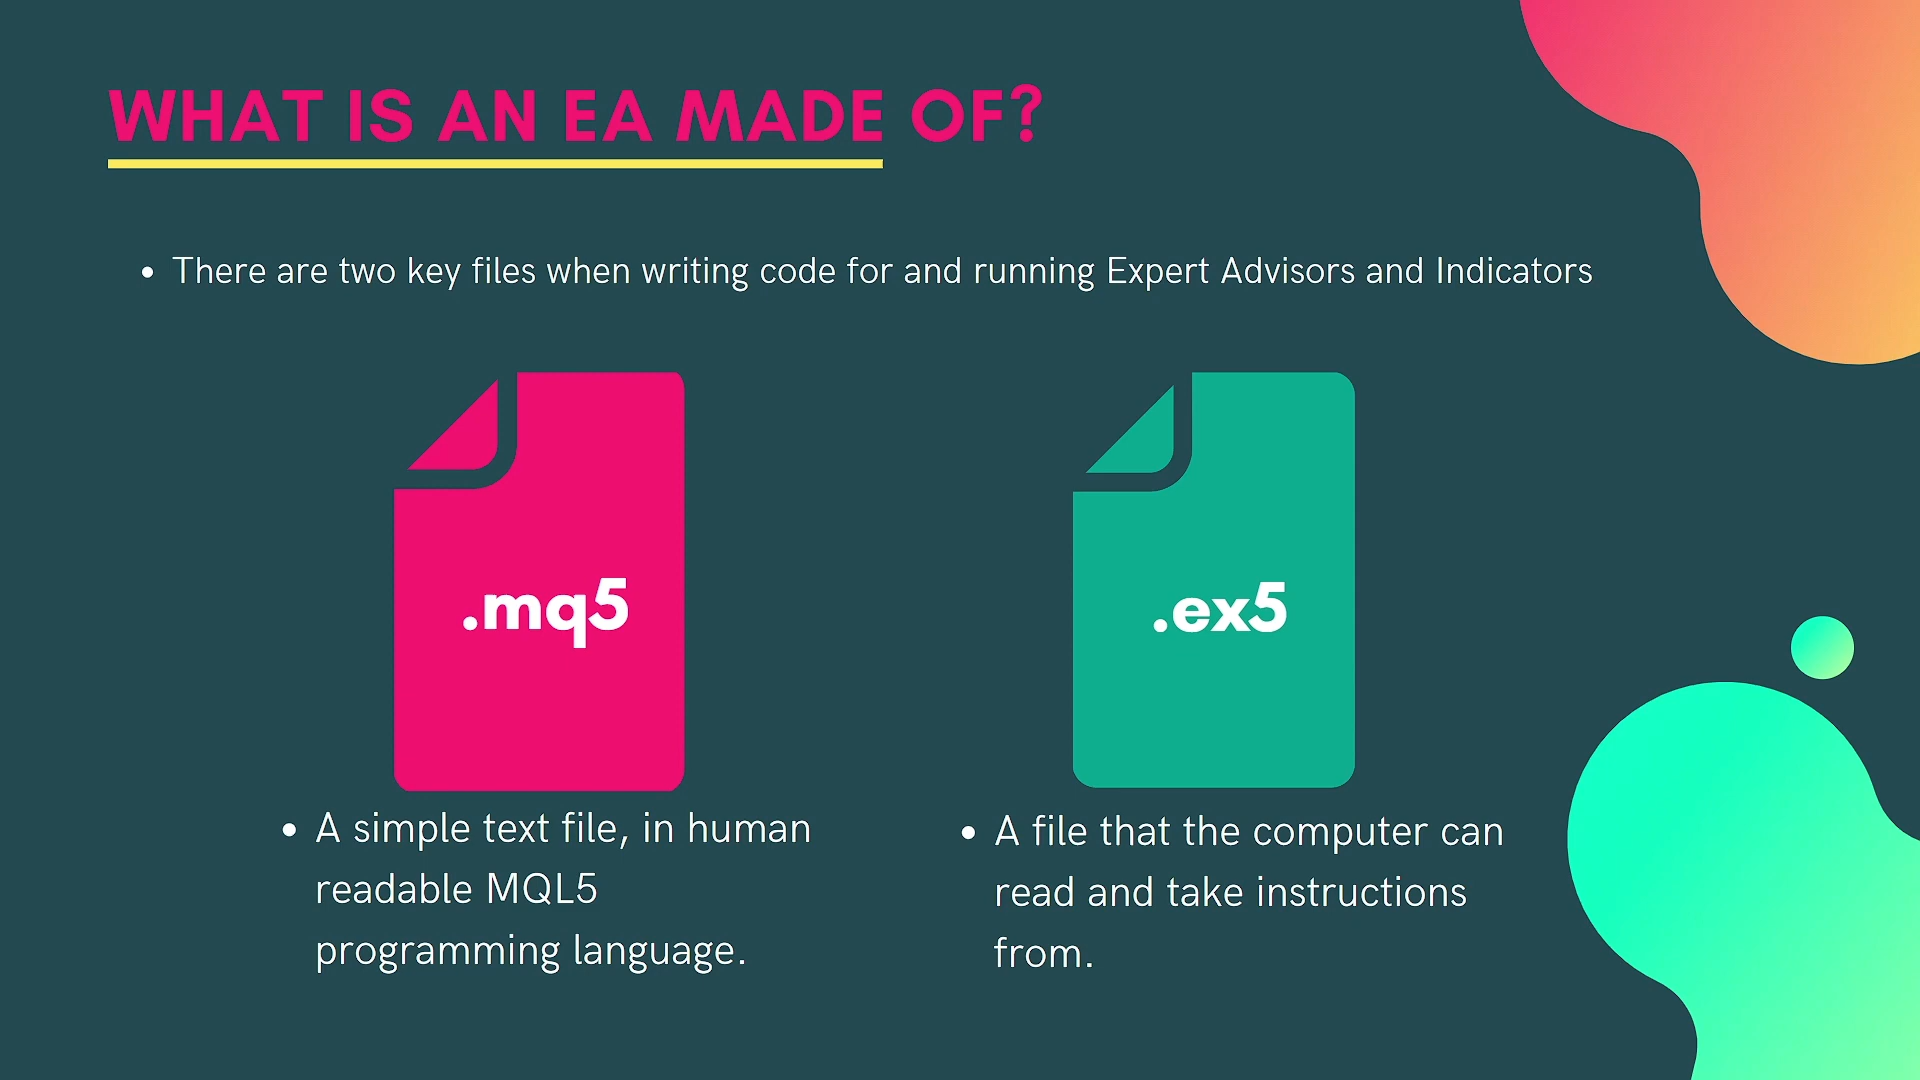 WHAT IS AN EA MADE OF?
• There are two key files when writing code for and running Expert Advisors and Indicators
.mq5
.ex5
• A simple text file, in human
readable MQL5
programming language.
• A file that the computer can
read and take instructions
from.